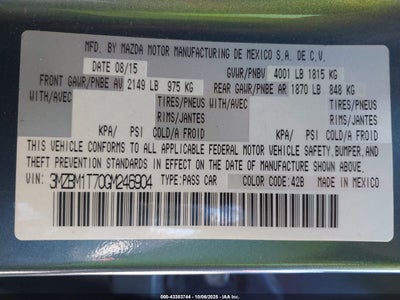 MFD. BY MAZDA MOTOR MANUFACTURING DE MEXICO S.A. DE C.V.
DATE 08/15 GVWR/PNBV 4001 LB 1815 KG
FRONT GAWR/PNBE AV 2149 LB 975 KG REAR GAWR/PNBE AR 1870 LB 848 KG
WITH/AVEC TIRES/PNEUS WITH/AVEC TIRES/PNEUS
RIMS/JANTES RIMS/JANTES
KPA/ PSI COLD/A FROID KPA/ PSI COLD/A FROID
THIS VEHICLE CONFORMS TO ALL APPLICABLE FEDERAL MOTOR VEHICLE SAFETY, BUMPER, AND
THEFT PREVENTION STANDARDS IN EFFECT ON THE DATE OF MANUFACTURE SHOWN ABOVE.
VIN: 3MZBM1T70GM246904 TYPE:PASS CAR COLOR CODE:42B MADE IN MEXICO
000-43383744 - 10/08/2025 - IAA Inc.